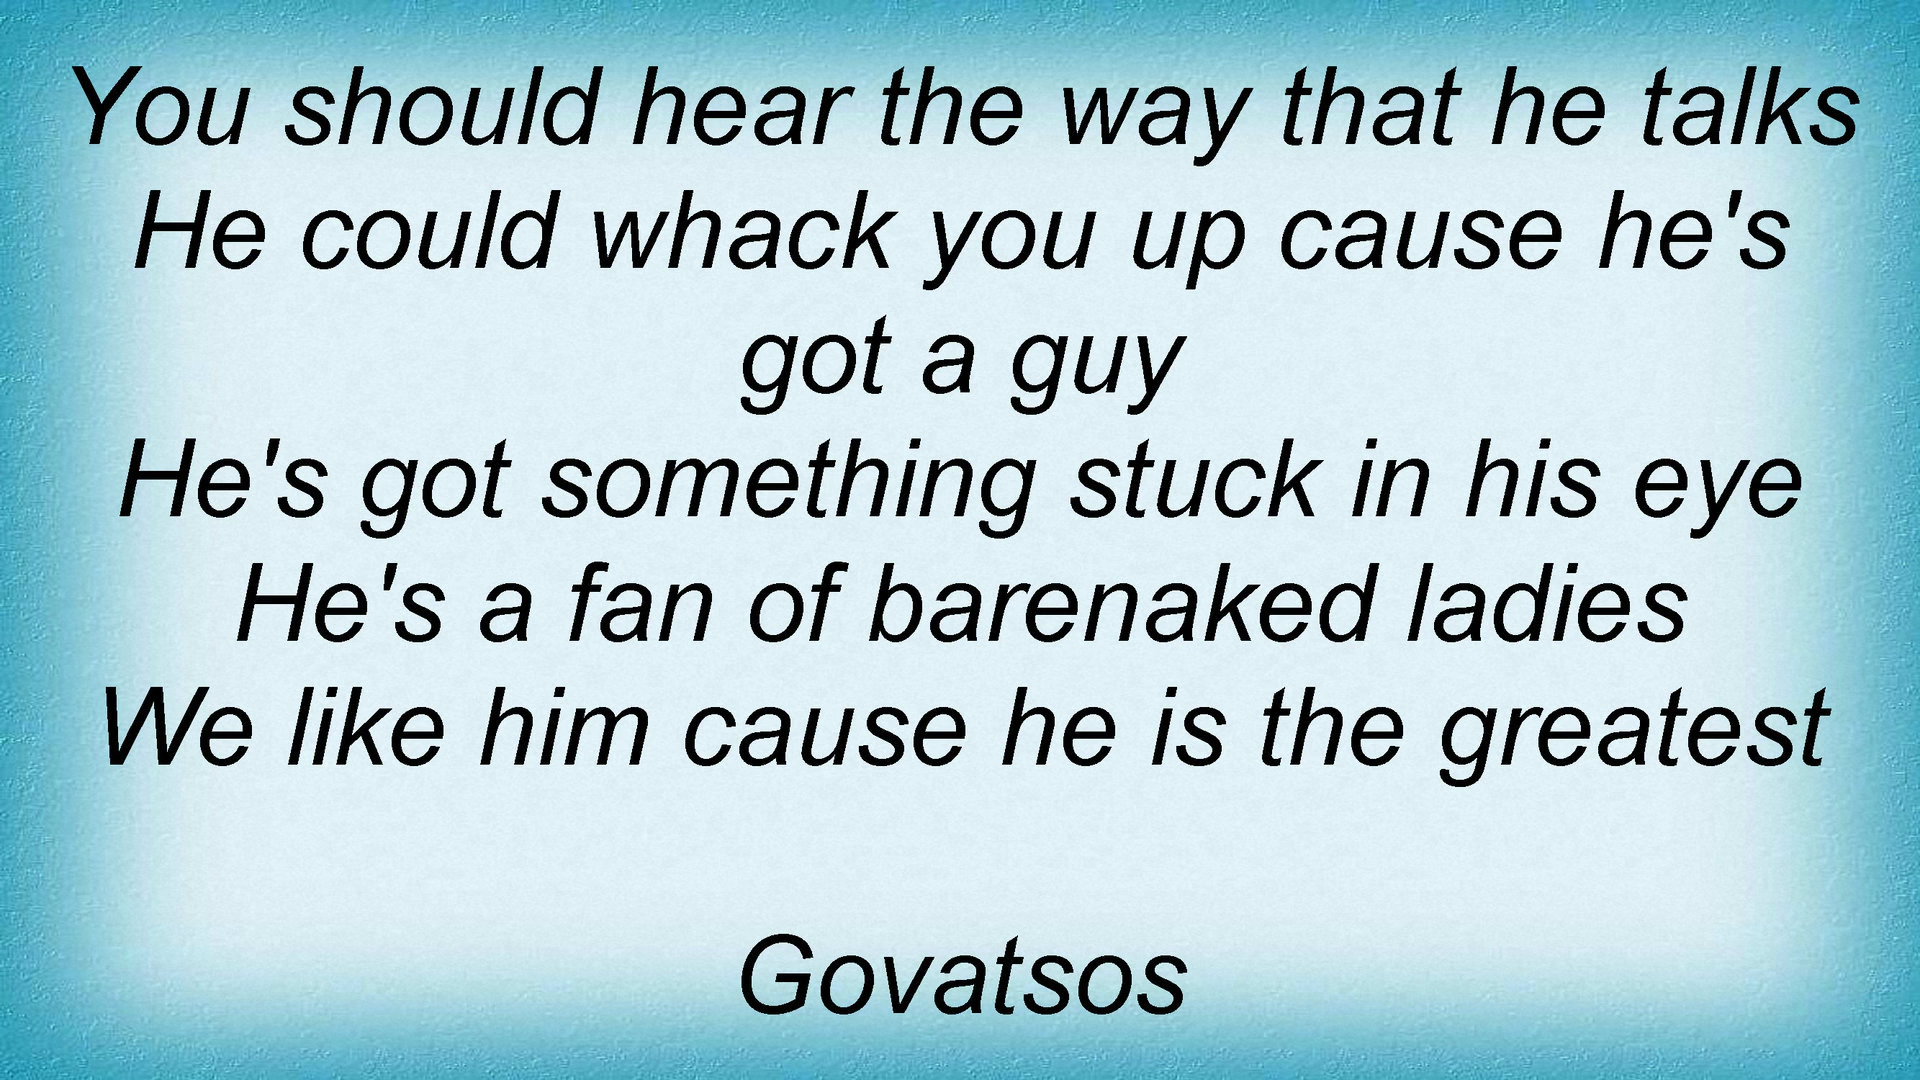 You should hear the way that he talks
He could whack you up cause he's
got a guy
He's got something stuck in his eye
He's a fan of barenaked ladies
We like him cause he is the greatest
Govatsos